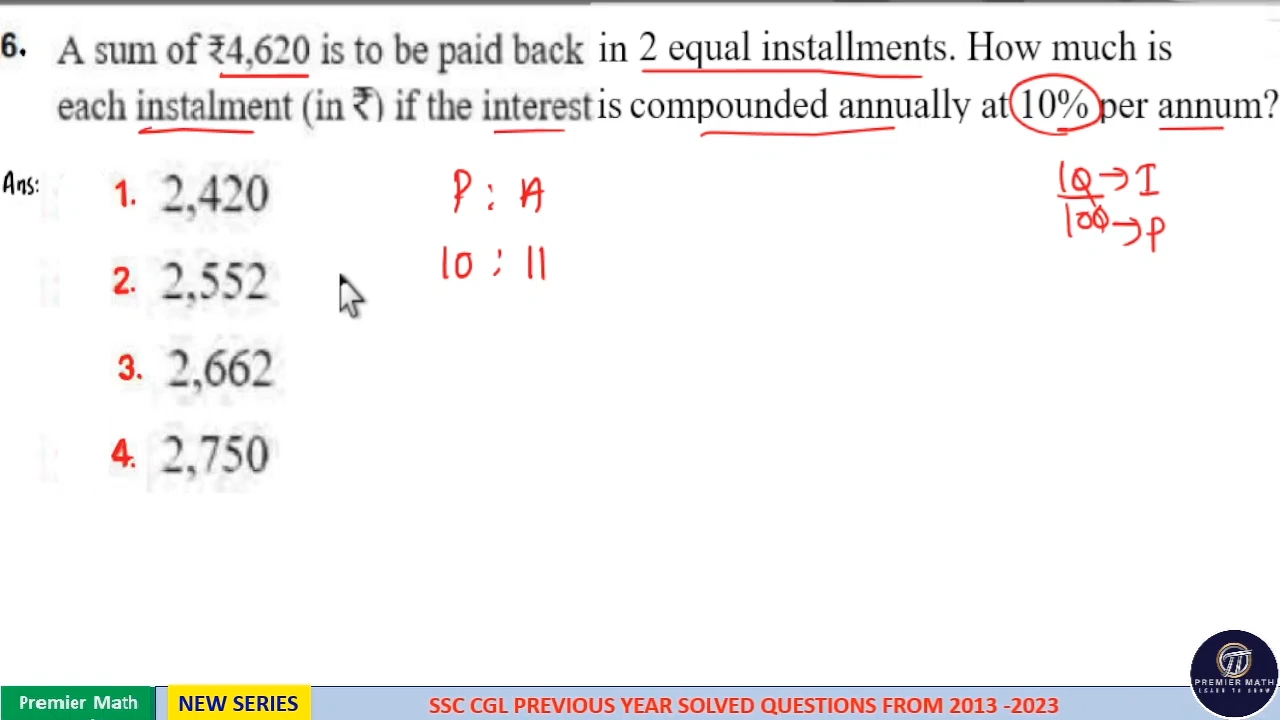 6. A sum of ₹4,620 is to be paid back in 2 equal installments. How much is
each instalment (in ₹) if the interest is compounded annually at 10% per annum?
Ans:
1. 2,420
2. 2,552
3. 2,662
4. 2,750
P : A
10 : 11
10 → I
100 → P
PREMIER MATH
LEARN TO KNOW
Premier Math
NEW SERIES
SSC CGL PREVIOUS YEAR SOLVED QUESTIONS FROM 2013 -2023